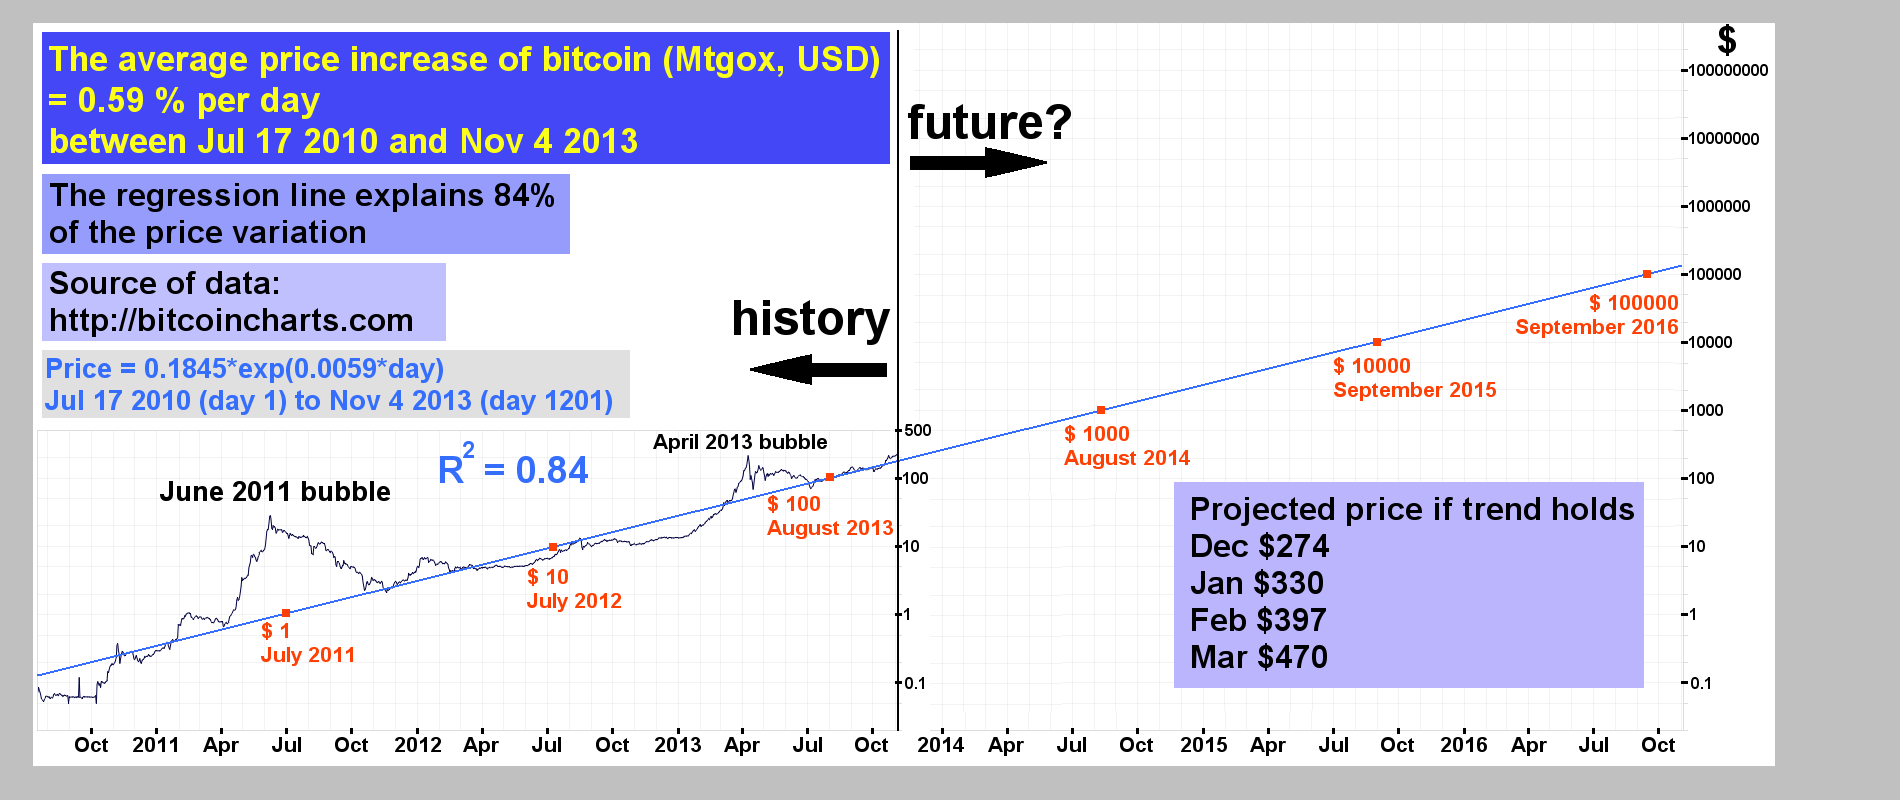 The average price increase of bitcoin (Mtgox, USD)
= 0.59 % per day
between Jul 17 2010 and Nov 4 2013
The regression line explains 84%
of the price variation
Source of data:
http://bitcoincharts.com
Price = 0.1845*exp(0.0059*day)
Jul 17 2010 (day 1) to Nov 4 2013 (day 1201)
history
future?
$
100000000
10000000
1000000
100000
10000
1000
100
10
1
0.1
500
100
10
1
0.1
R2 = 0.84
June 2011 bubble
April 2013 bubble
$ 1
July 2011
$ 10
July 2012
$ 100
August 2013
$ 1000
August 2014
$ 10000
September 2015
$ 100000
September 2016
Projected price if trend holds
Dec $274
Jan $330
Feb $397
Mar $470
Oct 2011 Apr Jul Oct 2012 Apr Jul Oct 2013 Apr Jul Oct 2014 Apr Jul Oct 2015 Apr Jul Oct 2016 Apr Jul Oct